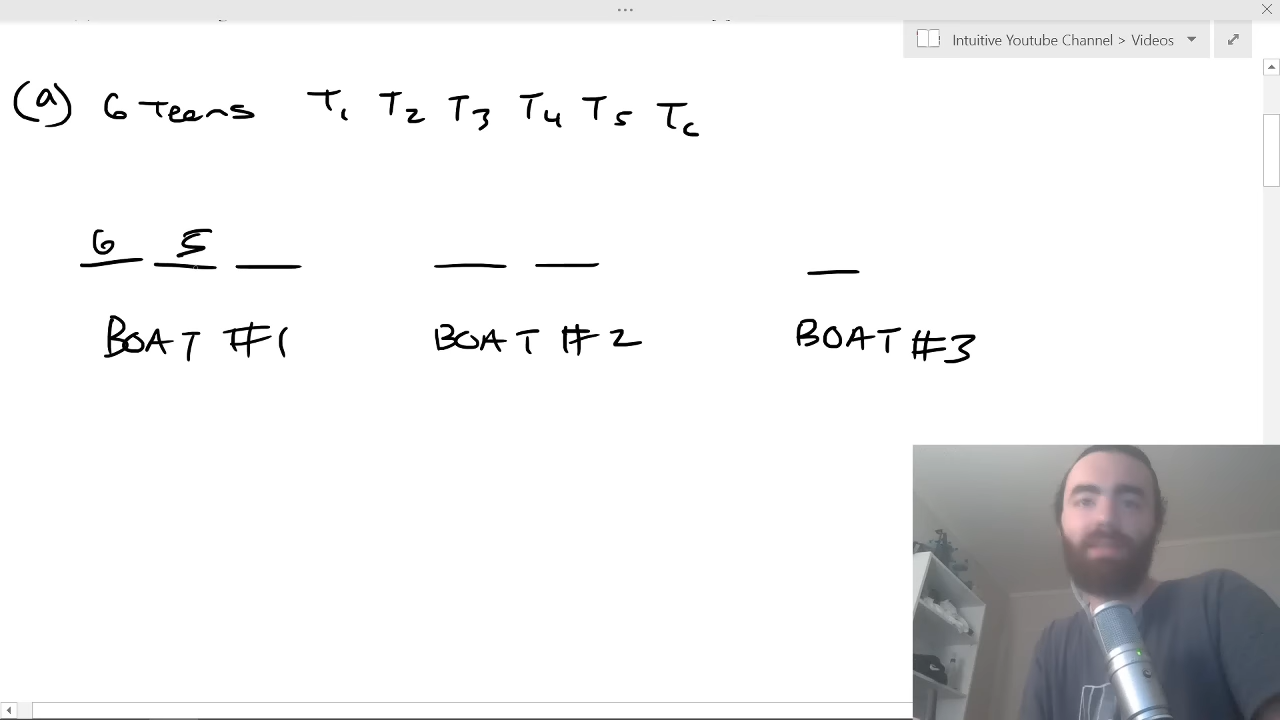 Intuitive Youtube Channel > Videos
(a) 6 Teens T1 T2 T3 T4 T5 T6
6 5
BOAT #1 BOAT #2 BOAT #3